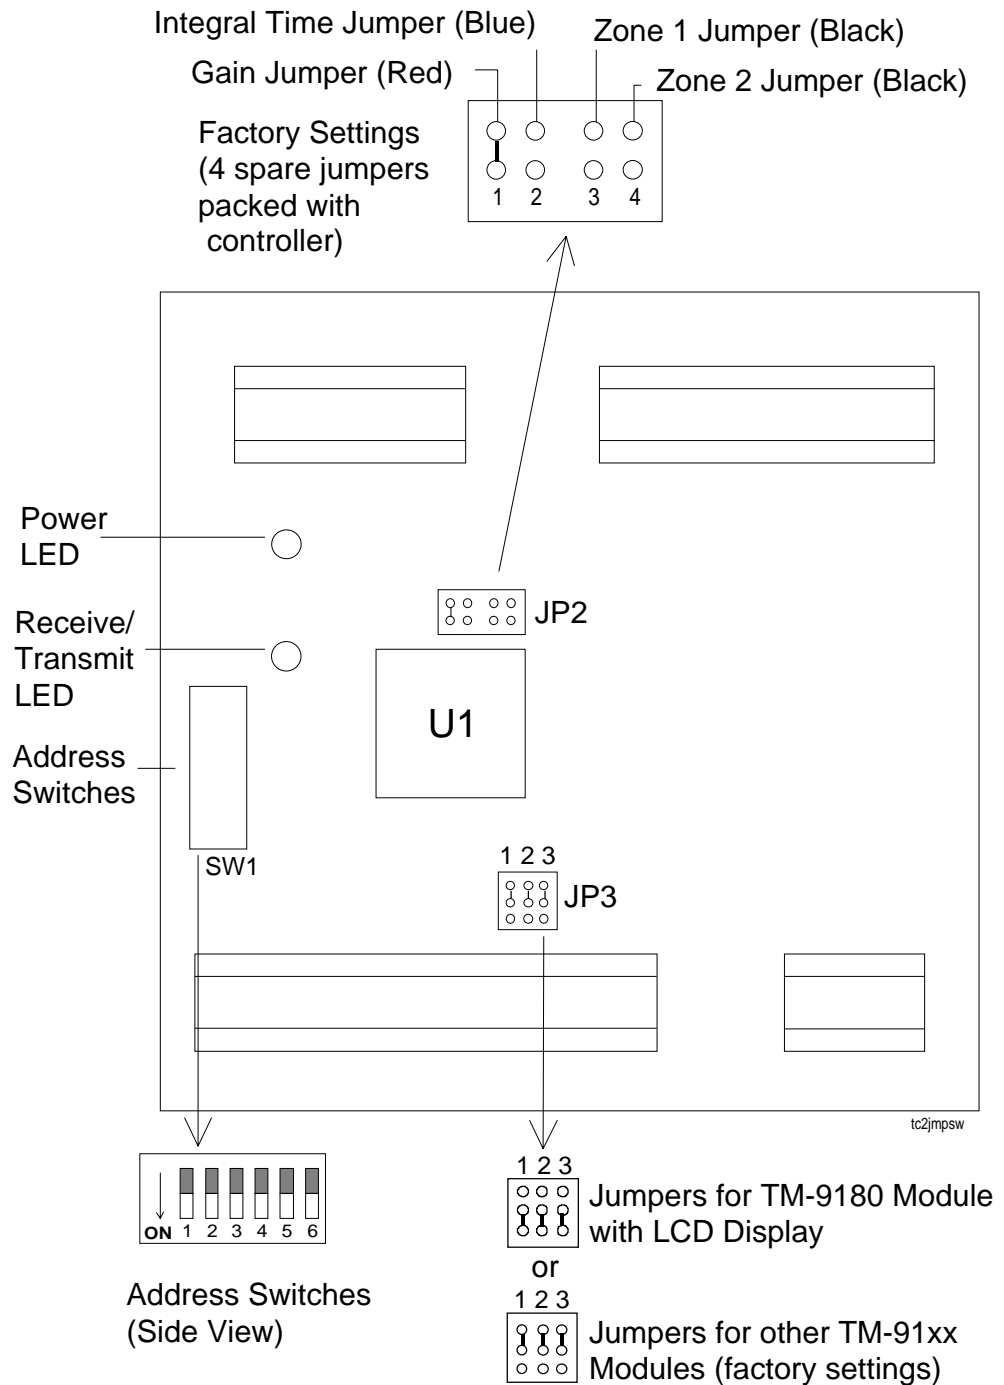 Integral Time Jumper (Blue)
Zone 1 Jumper (Black)
Gain Jumper (Red)
Zone 2 Jumper (Black)
Factory Settings
(4 spare jumpers
packed with
controller)
1 2 3 4
Power
LED
JP2
Receive/
Transmit
LED
U1
Address
Switches
SW1
1 2 3
JP3
tc2jmpsw
ON 1 2 3 4 5 6
Address Switches
(Side View)
1 2 3
Jumpers for TM-9180 Module
with LCD Display
or
1 2 3
Jumpers for other TM-91xx
Modules (factory settings)